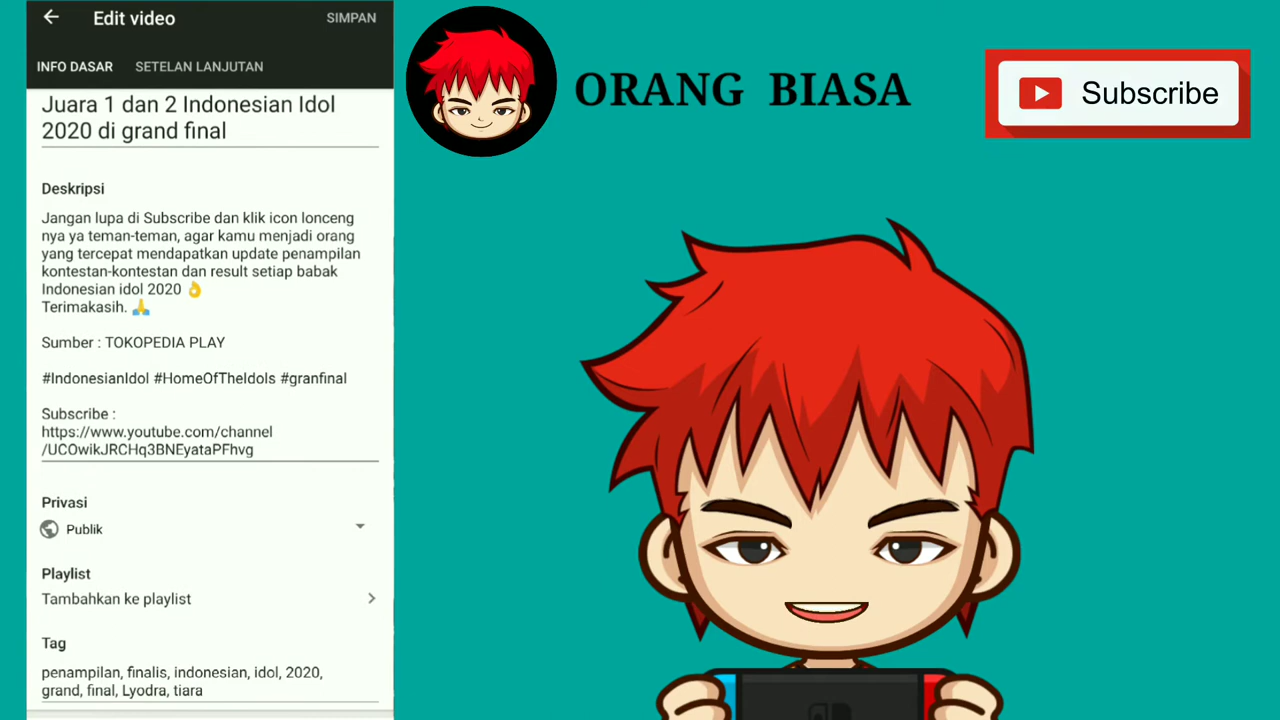 Edit video
SIMPAN
INFO DASAR
SETELAN LANJUTAN
Juara 1 dan 2 Indonesian Idol
2020 di grand final
Deskripsi
Jangan lupa di Subscribe dan klik icon lonceng
nya ya teman-teman, agar kamu menjadi orang
yang tercepat mendapatkan update penampilan
kontestan-kontestan dan result setiap babak
Indonesian idol 2020 👌
Terimakasih. 🙏
Sumber : TOKOPEDIA PLAY
#IndonesianIdol #HomeOfTheIdols #granfinal
Subscribe :
https://www.youtube.com/channel
/UCOwikJRCHq3BNEyataPFhvg
Privasi
Publik
Playlist
Tambahkan ke playlist
Tag
penampilan, finalis, indonesian, idol, 2020,
grand, final, Lyodra, tiara
ORANG BIASA
Subscribe